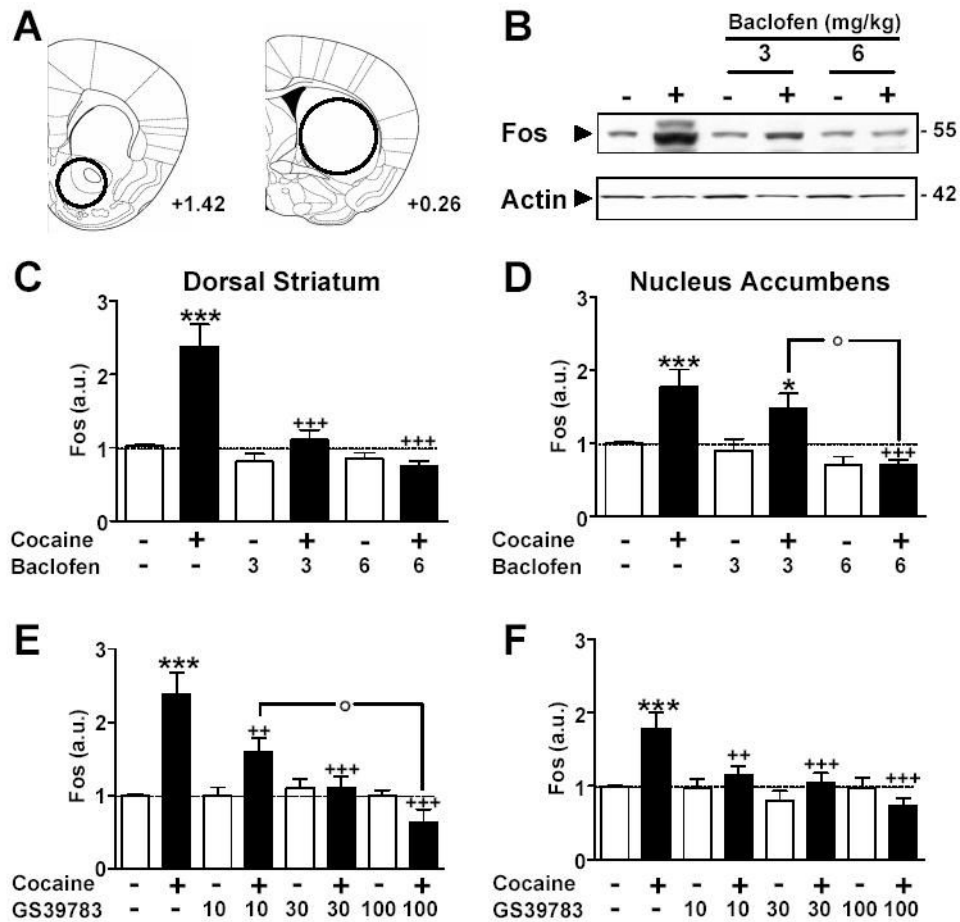 A
+1.42
+0.26
B
Baclofen (mg/kg)
3 6
- + - + - +
Fos - 55
Actin - 42
C Dorsal Striatum
Fos (a.u.)
3
2
1
0
***
+++
+++
Cocaine - + - + - +
Baclofen - - 3 3 6 6
D Nucleus Accumbens
Fos (a.u.)
3
2
1
0
***
*
°
+++
Cocaine - + - + - +
Baclofen - - 3 3 6 6
E
Fos (a.u.)
3
2
1
0
***
++
°
+++
+++
Cocaine - + - + - + - +
GS39783 - - 10 10 30 30 100 100
F
Fos (a.u.)
3
2
1
0
***
++
+++
+++
Cocaine - + - + - + - +
GS39783 - - 10 10 30 30 100 100